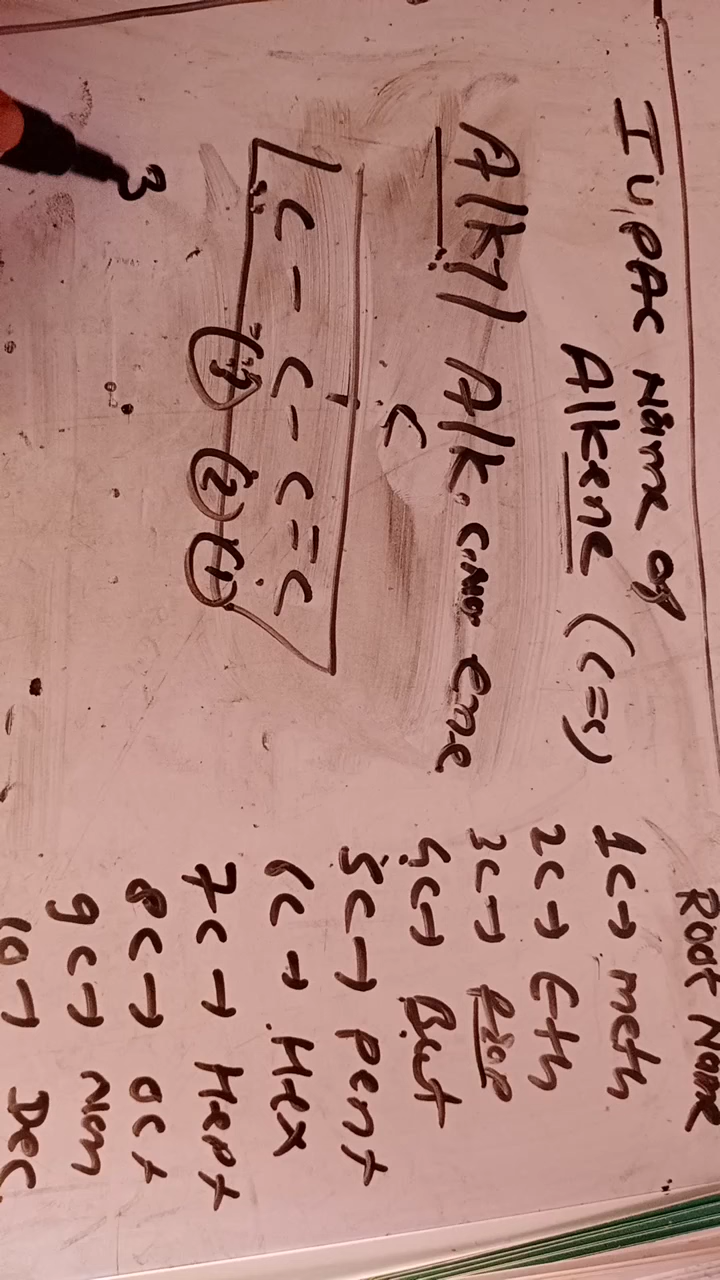 IUPAC Name of
Alkene (C=C)
Alkyl Alk.C.NO ene
C
C - C - C = C
(3) (2) (1)
3
Root Name
1C → meth
2C → Eth
3C → Prop
4C → But
5C → Pent
6C → Hex
7C → Hept
8C → Oct
9C → Non
10 → Dec